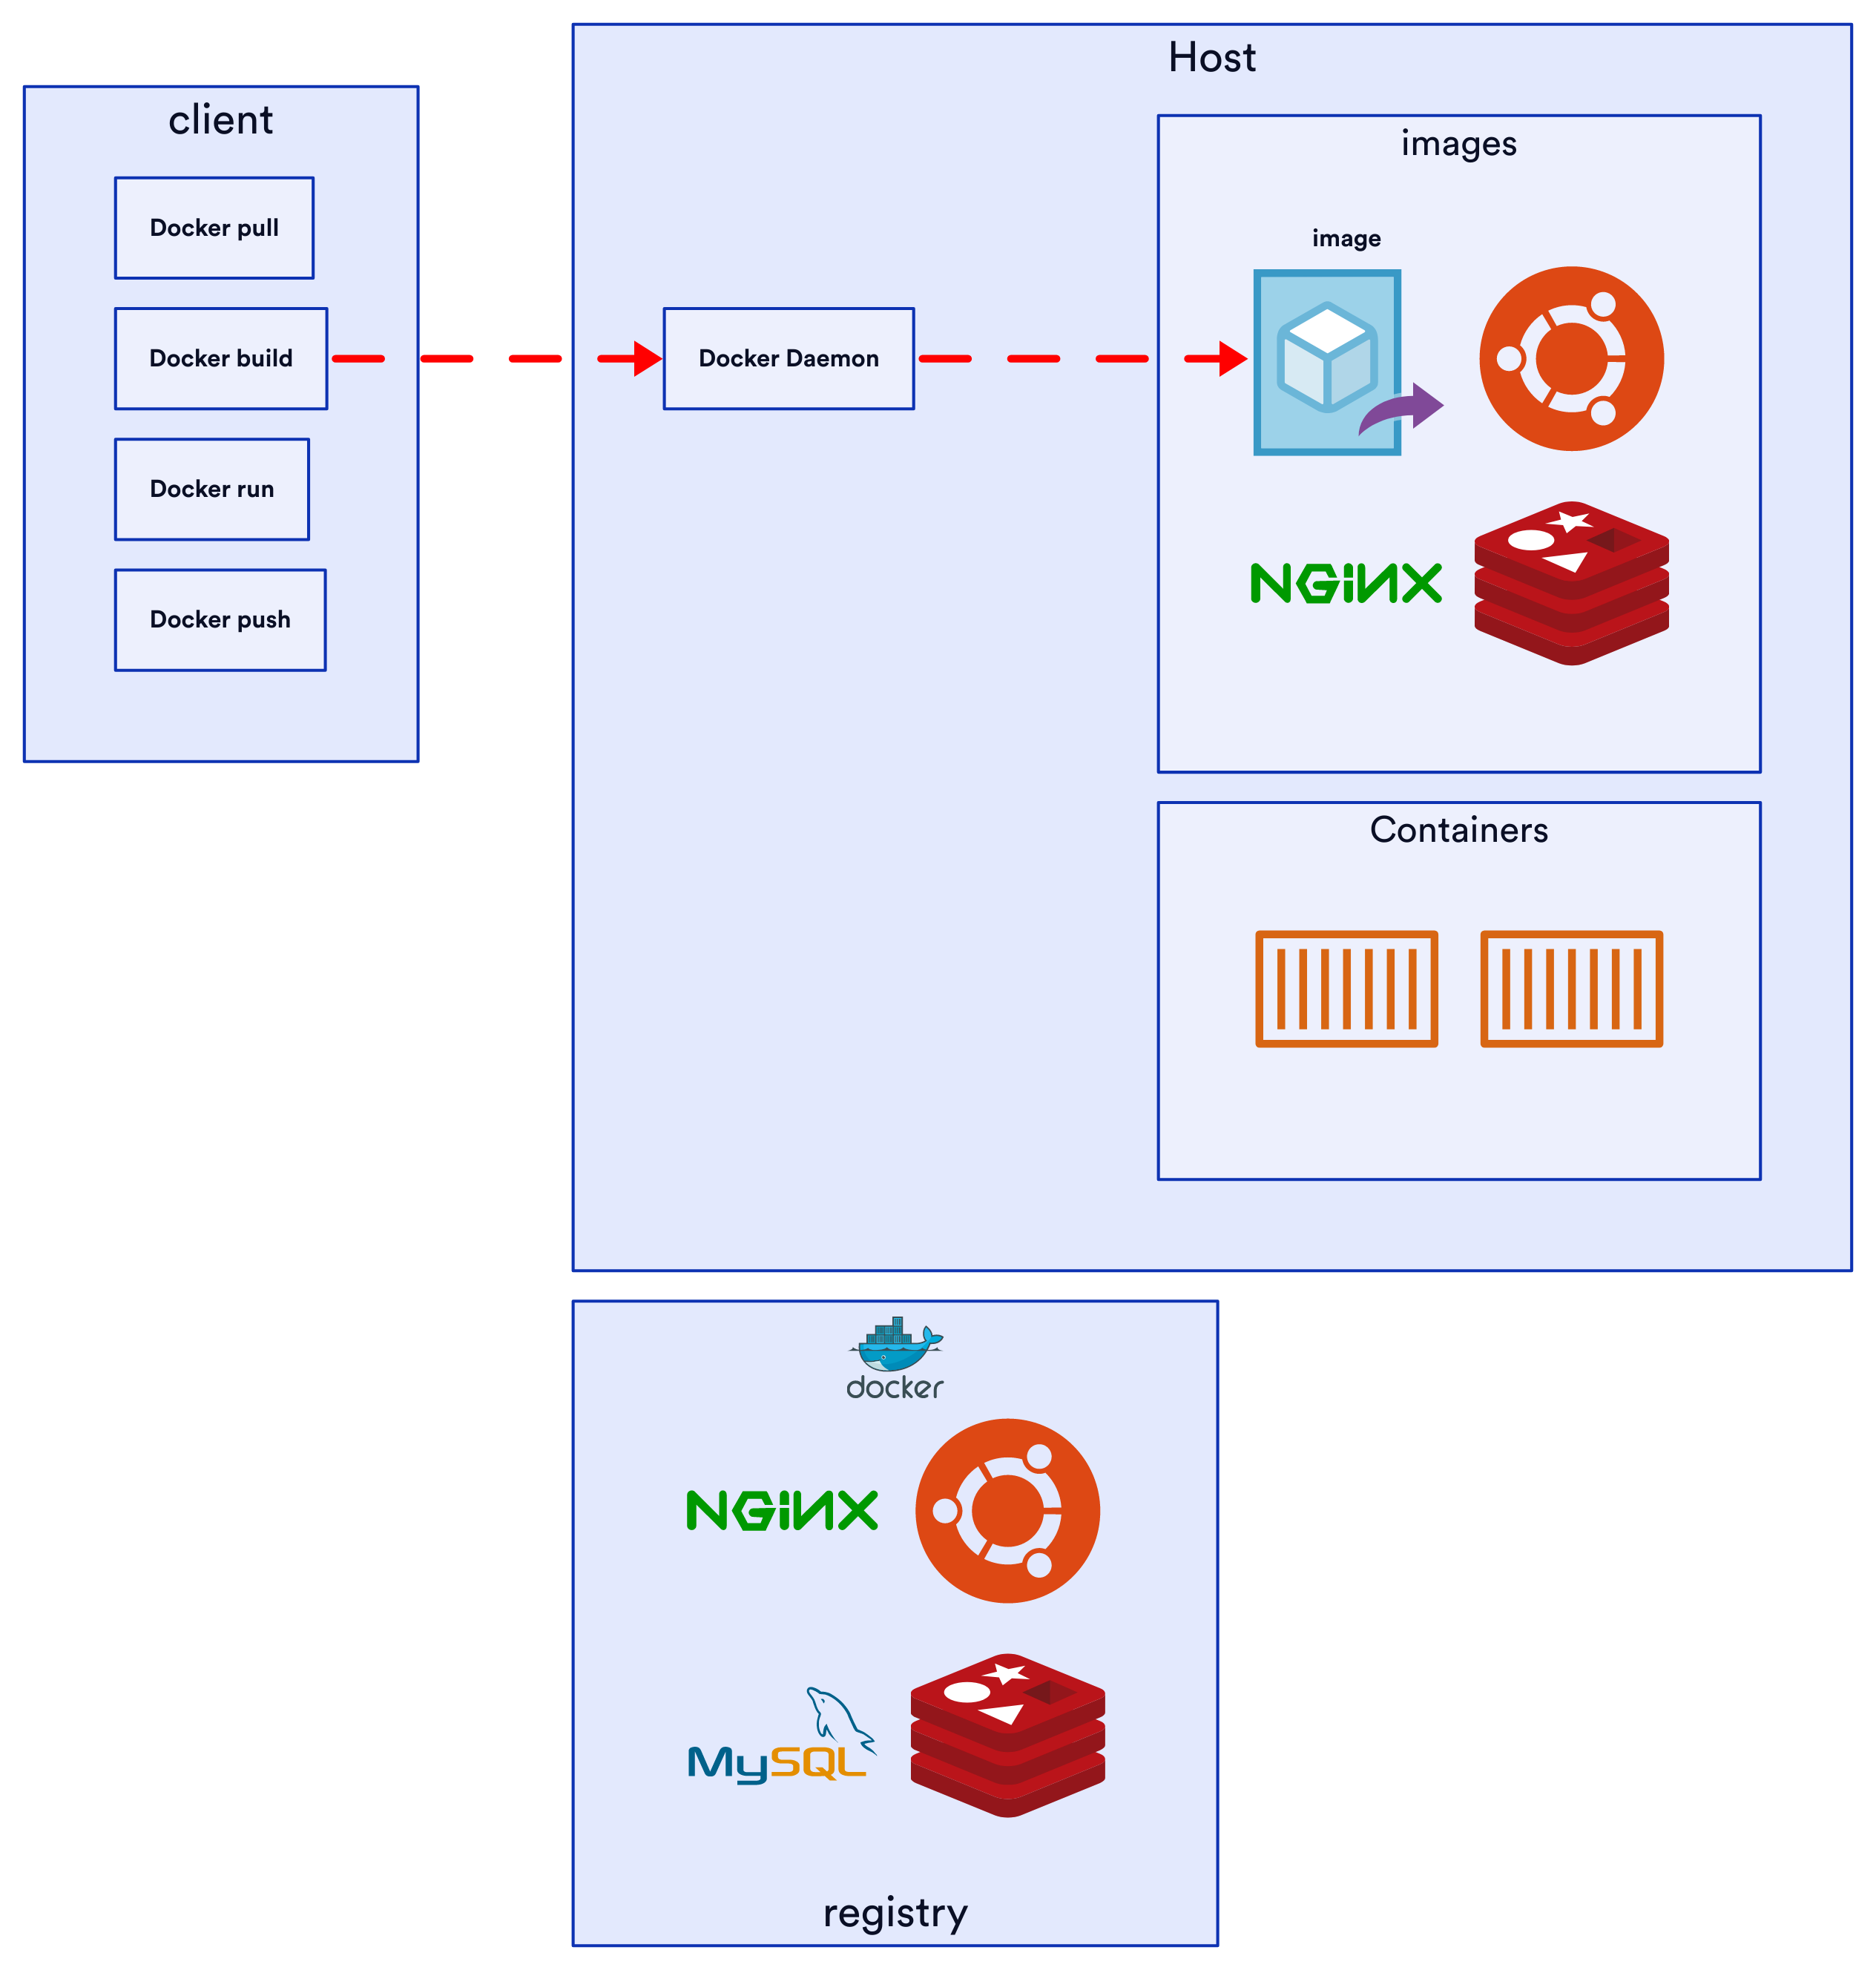 Host
client
images
Docker pull
image
Docker build
Docker Daemon
Docker run
NGiNX
Docker push
Containers
docker
NGiNX
MySQL
registry